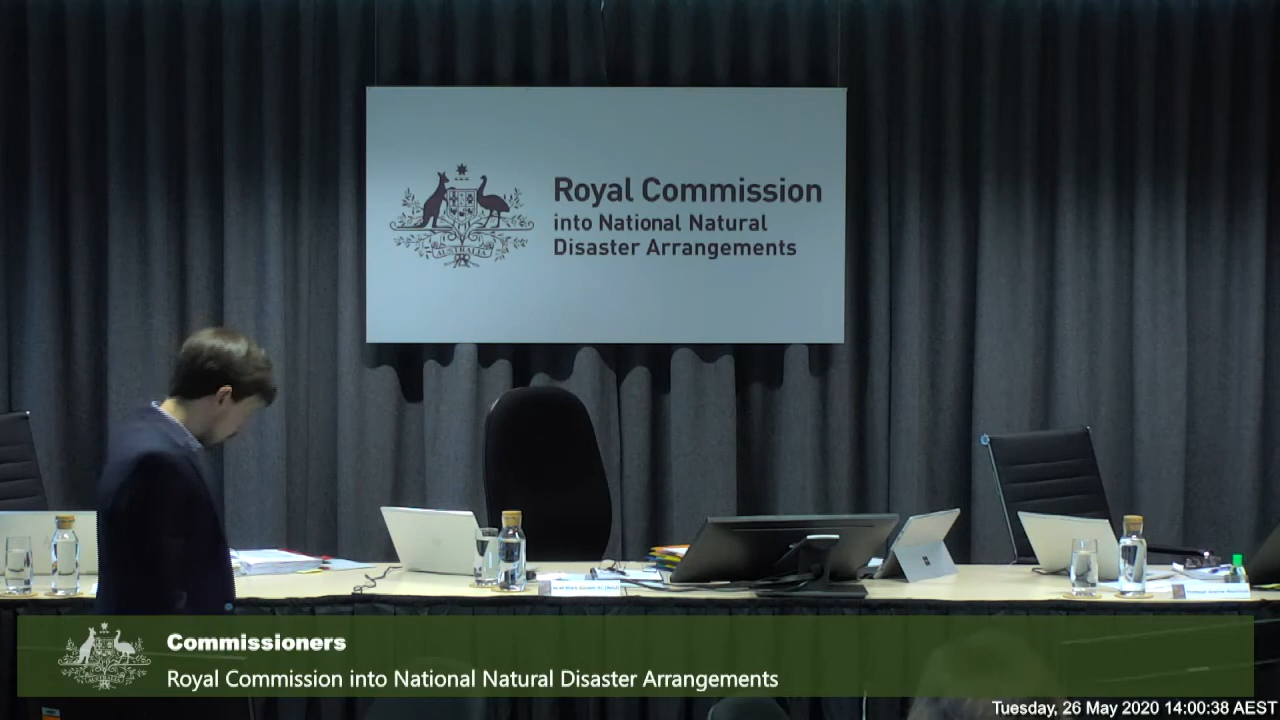 Royal Commission
into National Natural
Disaster Arrangements
AUSTRALIA
Commissioners
Royal Commission into National Natural Disaster Arrangements
Tuesday, 26 May 2020 14:00:38 AEST